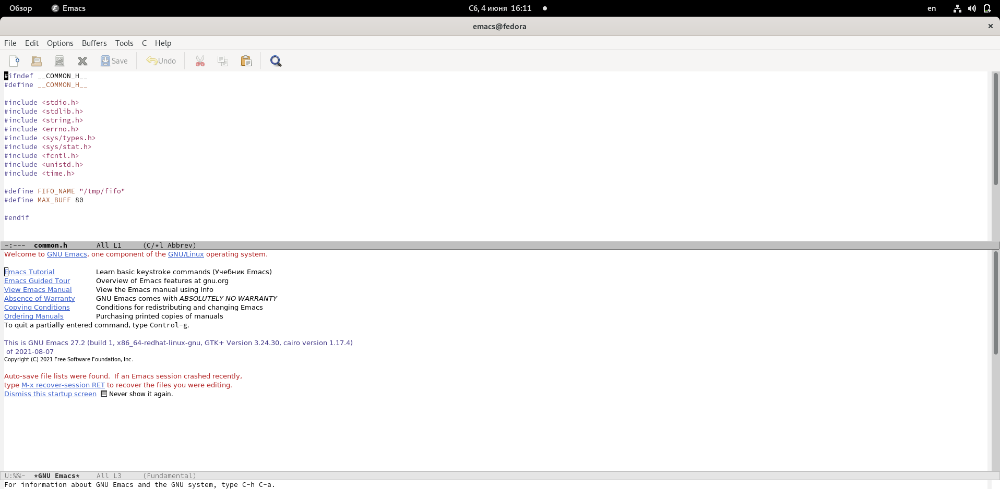 Обзор Emacs Сб, 4 июня 16:11 en
emacs@fedora
File Edit Options Buffers Tools C Help
Save Undo
#ifndef __COMMON_H__
#define __COMMON_H__
#include <stdio.h>
#include <stdlib.h>
#include <string.h>
#include <errno.h>
#include <sys/types.h>
#include <sys/stat.h>
#include <fcntl.h>
#include <unistd.h>
#include <time.h>
#define FIFO_NAME "/tmp/fifo"
#define MAX_BUFF 80
#endif
-:--- common.h All L1 (C/*l Abbrev)
Welcome to GNU Emacs, one component of the GNU/Linux operating system.
Emacs Tutorial Learn basic keystroke commands (Учебник Emacs)
Emacs Guided Tour Overview of Emacs features at gnu.org
View Emacs Manual View the Emacs manual using Info
Absence of Warranty GNU Emacs comes with ABSOLUTELY NO WARRANTY
Copying Conditions Conditions for redistributing and changing Emacs
Ordering Manuals Purchasing printed copies of manuals
To quit a partially entered command, type Control-g.
This is GNU Emacs 27.2 (build 1, x86_64-redhat-linux-gnu, GTK+ Version 3.24.30, cairo version 1.17.4)
of 2021-08-07
Copyright (C) 2021 Free Software Foundation, Inc.
Auto-save file lists were found. If an Emacs session crashed recently,
type M-x recover-session RET to recover the files you were editing.
Dismiss this startup screen Never show it again.
U:%%- *GNU Emacs* All L3 (Fundamental)
For information about GNU Emacs and the GNU system, type C-h C-a.